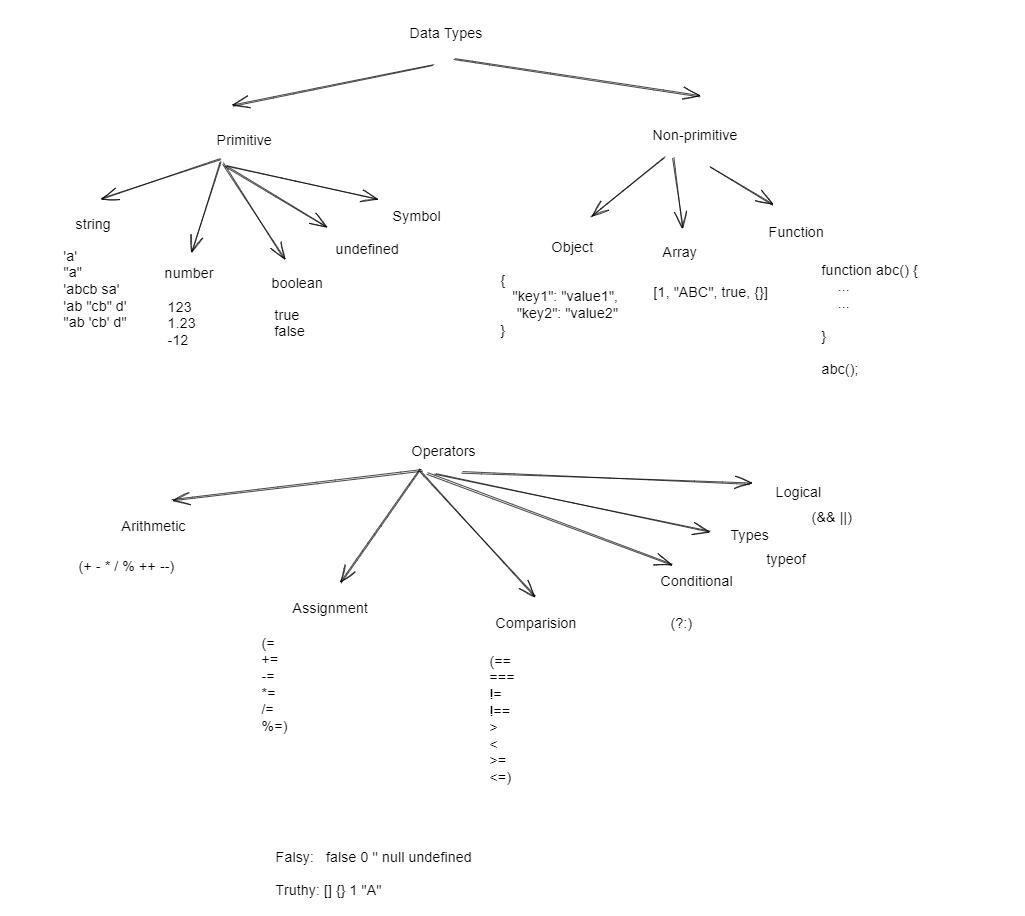 Data Types
Primitive
Non-primitive
string
'a'
"a"
'abcb sa'
'ab "cb" d'
"ab 'cb' d"
number
123
1.23
-12
boolean
true
false
undefined
Symbol
Object
{
"key1": "value1",
"key2": "value2"
}
Array
[1, "ABC", true, {}]
Function
function abc() {
...
...
}
abc();
Operators
Arithmetic
(+ - * / % ++ --)
Assignment
(=
+=
-=
*=
/=
%=)
Comparision
(==
===
!=
!==
>
<
>=
<=)
Conditional
(?:)
Types
typeof
Logical
(&& ||)
Falsy: false 0 '' null undefined
Truthy: [] {} 1 "A"